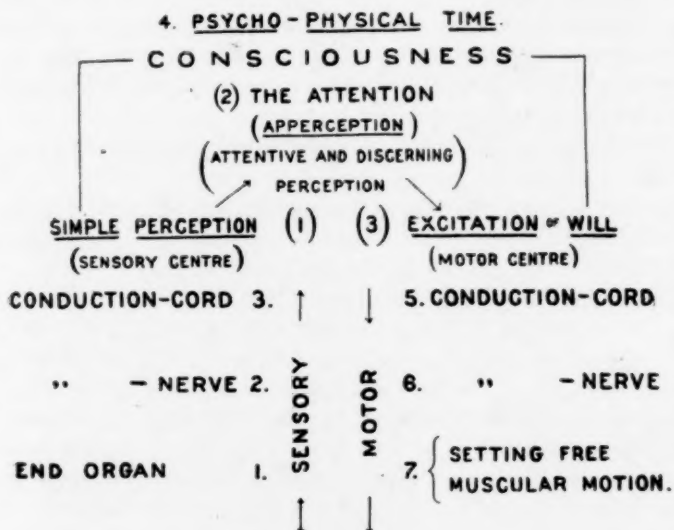 4. PSYCHO-PHYSICAL TIME.
CONSCIOUSNESS
(2) THE ATTENTION
(APPERCEPTION)
(ATTENTIVE AND DISCERNING
PERCEPTION)
SIMPLE PERCEPTION (1) (3) EXCITATION OF WILL
(SENSORY CENTRE) (MOTOR CENTRE)
CONDUCTION-CORD 3. 5. CONDUCTION-CORD
" - NERVE 2. 6. " - NERVE
SENSORY
MOTOR
END ORGAN 1. 7. { SETTING FREE
MUSCULAR MOTION.